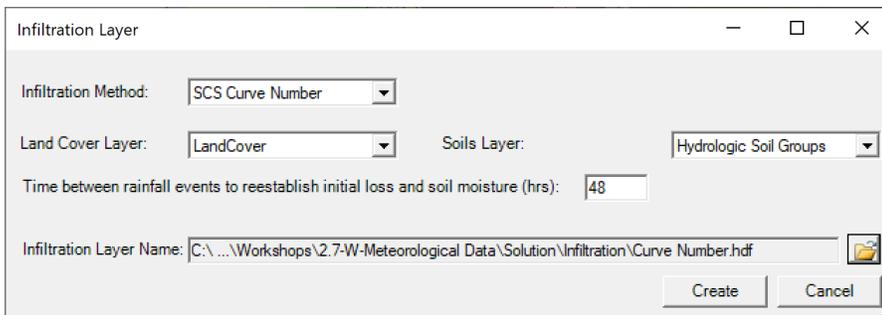 Infiltration Layer
Infiltration Method: SCS Curve Number
Land Cover Layer: LandCover Soils Layer: Hydrologic Soil Groups
Time between rainfall events to reestablish initial loss and soil moisture (hrs): 48
Infiltration Layer Name: C:\ ...\Workshops\2.7-W-Meteorological Data\Solution\Infiltration\Curve Number.hdf
Create Cancel